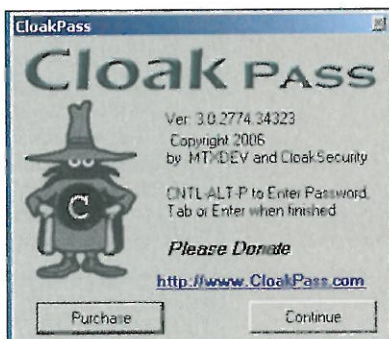 CloakPass
Cloak PASS
Ver: 3.0.2774.34323
Copyright 2006
by MTXDEV and CloakSecurity
C
CNTL-ALT-P to Enter Password,
Tab or Enter when finished
Please Donate
http://www.CloakPass.com
Purchase
Continue